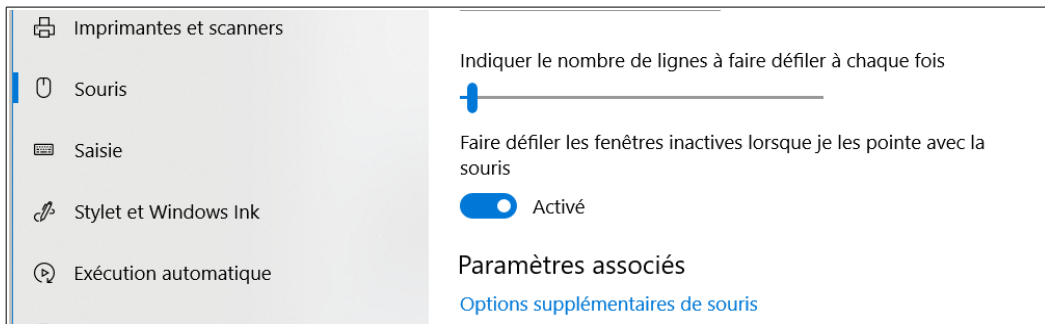 Imprimantes et scanners
Souris
Saisie
Stylet et Windows Ink
Exécution automatique
Indiquer le nombre de lignes à faire défiler à chaque fois
Faire défiler les fenêtres inactives lorsque je les pointe avec la
souris
Activé
Paramètres associés
Options supplémentaires de souris